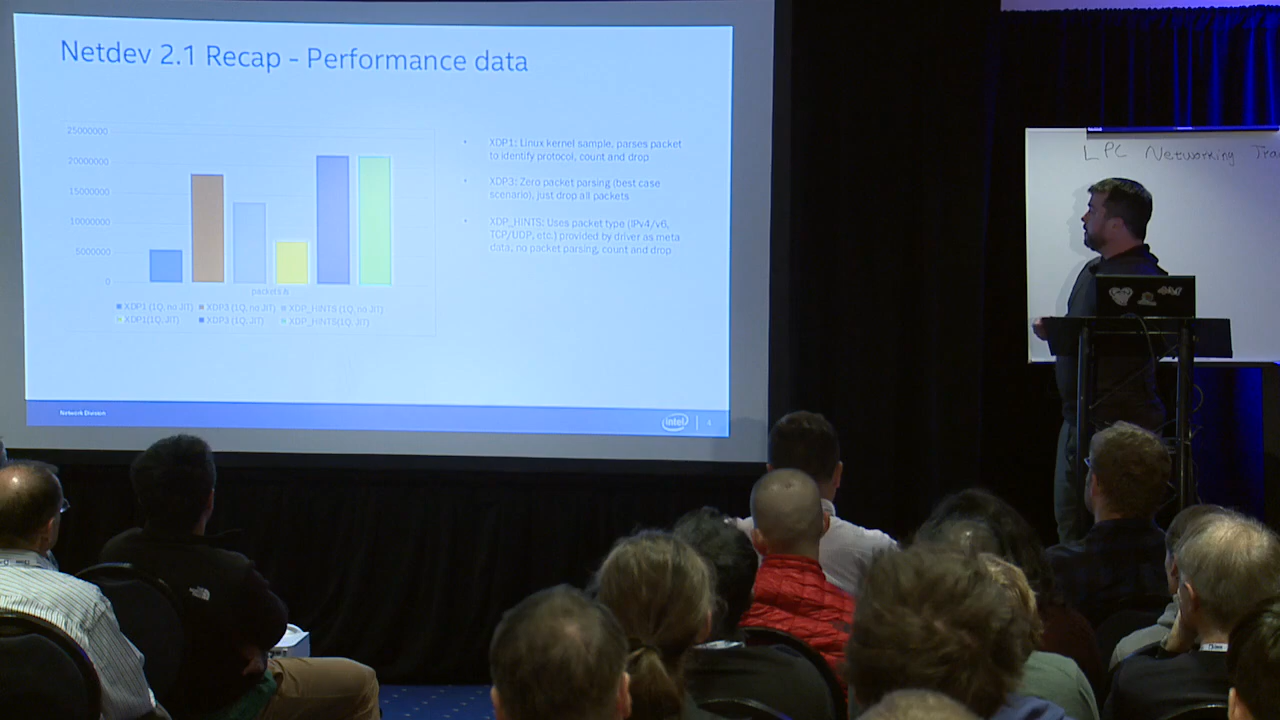 Netdev 2.1 Recap - Performance data
25000000
20000000
15000000
10000000
5000000
0
packets/s
XDP1 (1Q, no JIT) XDP3 (1Q, no JIT) XDP_HINTS (1Q, no JIT)
XDP1(1Q, JIT) XDP3 (1Q, JIT) XDP_HINTS(1Q, JIT)
• XDP1: Linux kernel sample, parses packet
to identify protocol, count and drop
• XDP3: Zero packet parsing (best case
scenario), just drop all packets
• XDP_HINTS: Uses packet type (IPv4/v6,
TCP/UDP, etc.) provided by driver as meta
data, no packet parsing, count and drop
Network Division
intel
4
LPC Networking Tra